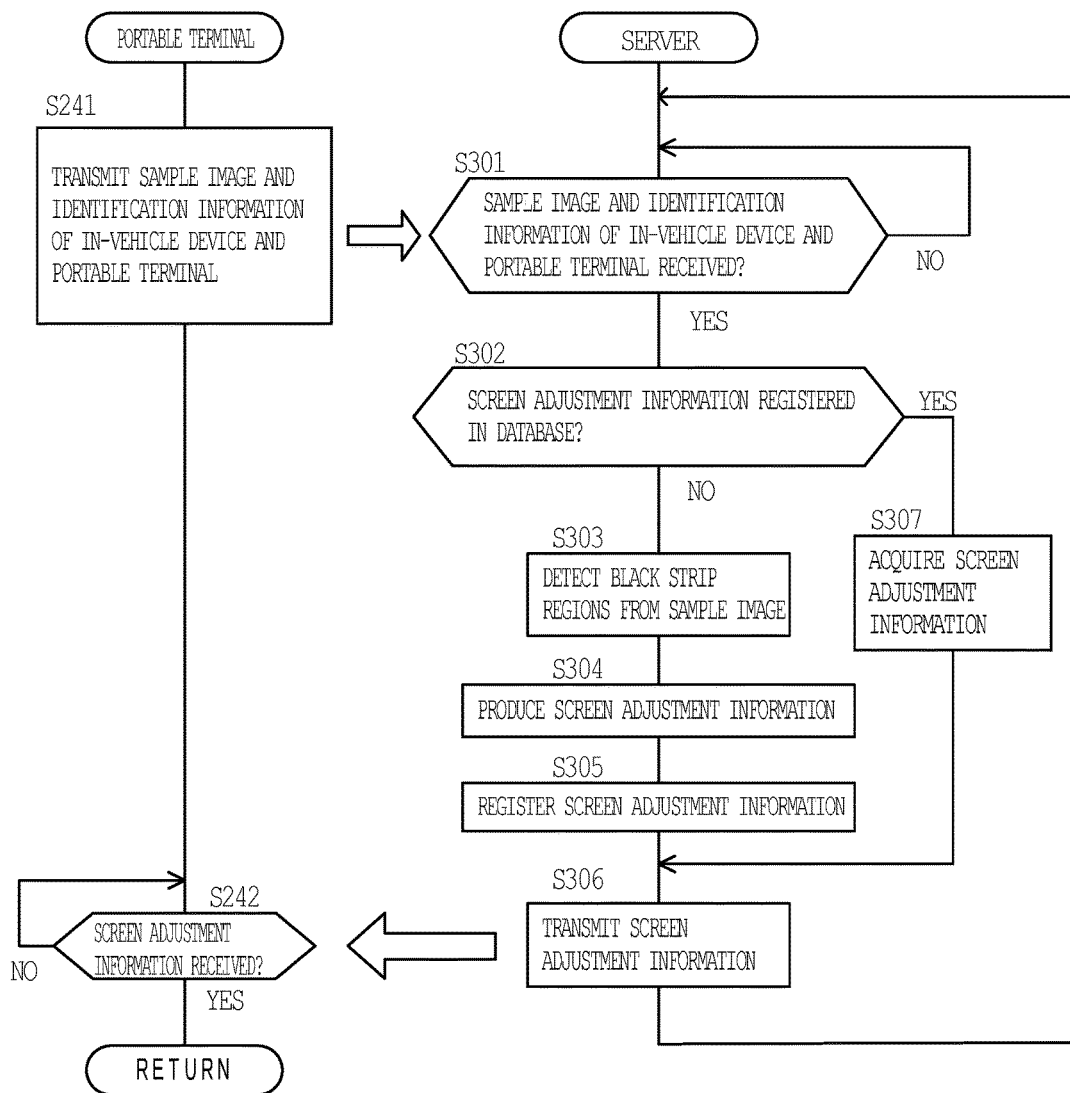 PORTABLE TERMINAL
SERVER
S241
TRANSMIT SAMPLE IMAGE AND
IDENTIFICATION INFORMATION
OF IN-VEHICLE DEVICE AND
PORTABLE TERMINAL
S301
SAMPLE IMAGE AND IDENTIFICATION
INFORMATION OF IN-VEHICLE DEVICE AND
PORTABLE TERMINAL RECEIVED?
NO
YES
S302
SCREEN ADJUSTMENT INFORMATION REGISTERED
IN DATABASE?
YES
NO
S303
DETECT BLACK STRIP
REGIONS FROM SAMPLE IMAGE
S307
ACQUIRE SCREEN
ADJUSTMENT
INFORMATION
S304
PRODUCE SCREEN ADJUSTMENT INFORMATION
S305
REGISTER SCREEN ADJUSTMENT INFORMATION
S306
TRANSMIT SCREEN
ADJUSTMENT INFORMATION
S242
SCREEN ADJUSTMENT
INFORMATION RECEIVED?
NO
YES
RETURN